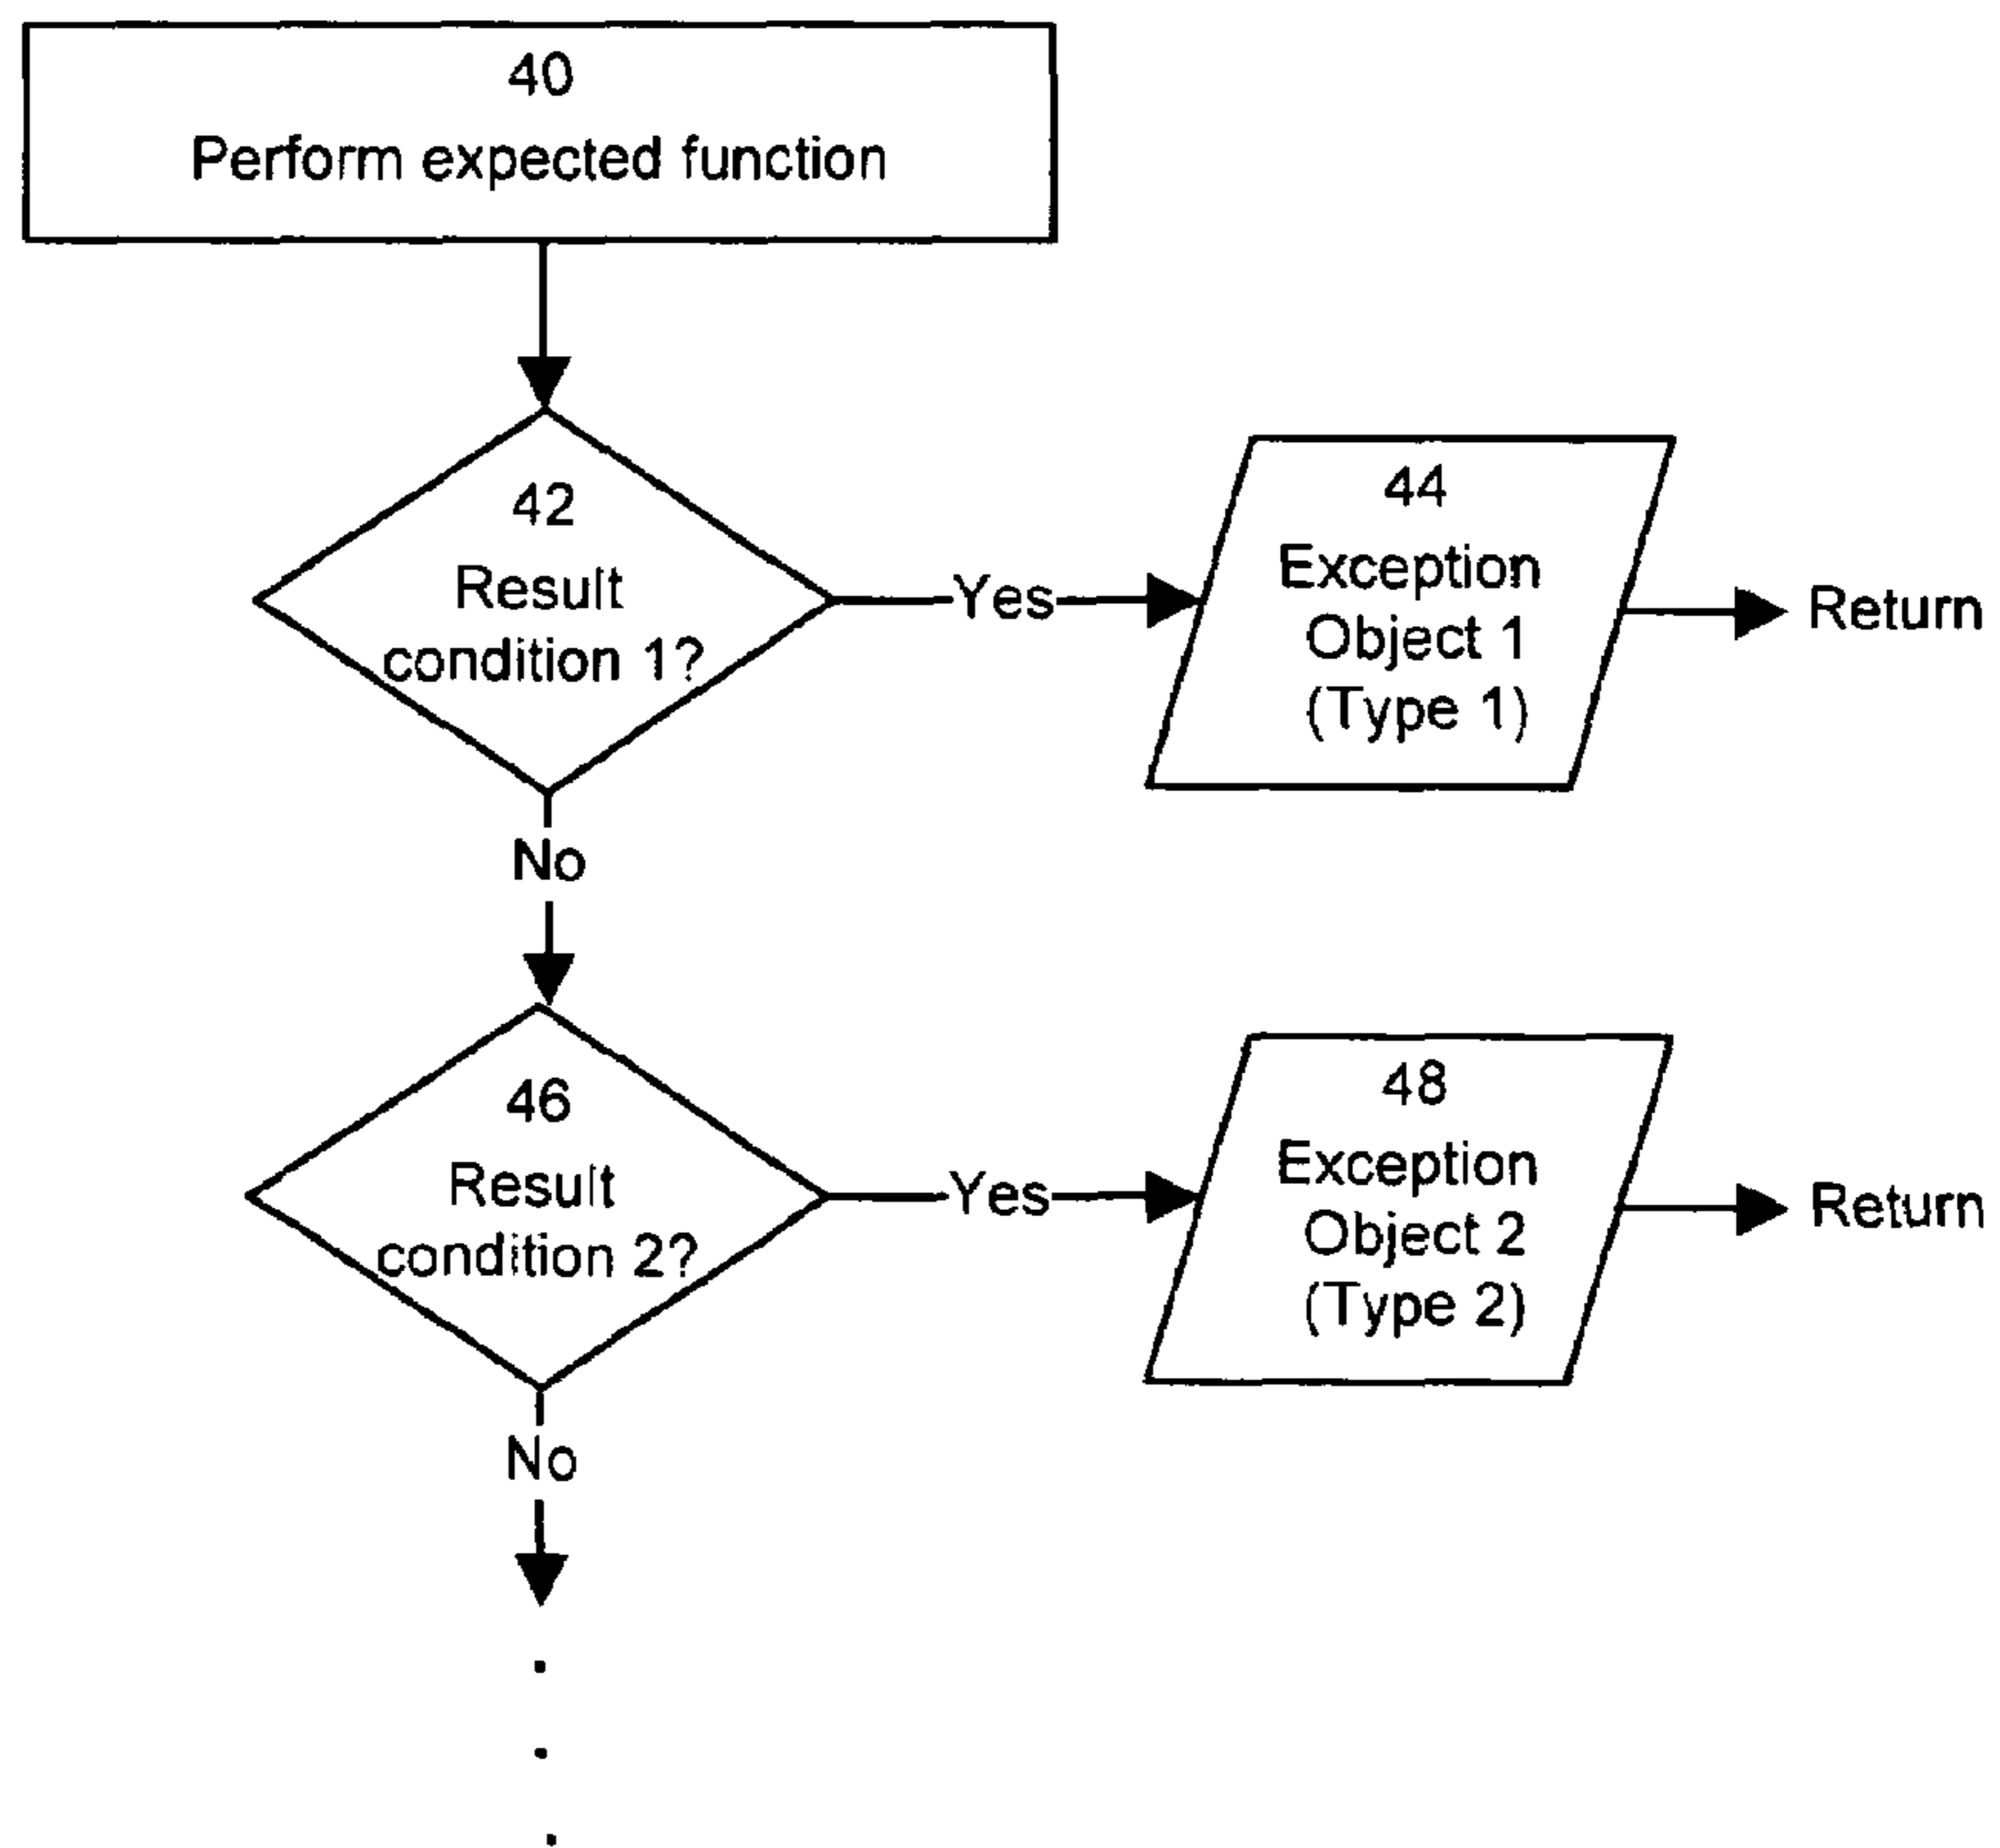 40
Perform expected function
42
Result
condition 1?
Yes
44
Exception
Object 1
(Type 1)
Return
No
46
Result
condition 2?
Yes
48
Exception
Object 2
(Type 2)
Return
No
.
.
.